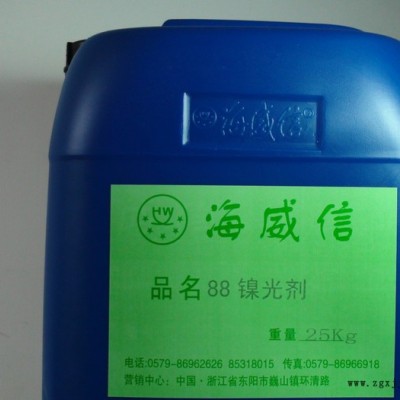 海威信
HW
海威信
品名 88镍光剂
重量 25Kg
电话:0579-86962626 85318015 传真:0579-86966918
营销中心: 中国·浙江省东阳市巍山镇环清路
www.zgxj